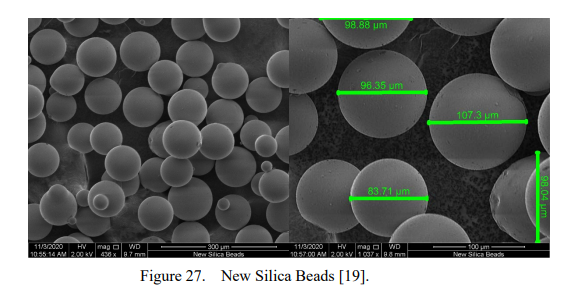 98.88 µm
96.35 µm
107.3 µm
83.71 µm
98.04 µm
11/3/2020 HV mag □ WD 300 µm
10:55:14 AM 2.00 kV 438 x 9.7 mm New Silica Beads
11/3/2020 HV mag □ WD 100 µm
10:57:00 AM 2.00 kV 1 037 x 9.8 mm New Silica Beads
Figure 27. New Silica Beads [19].